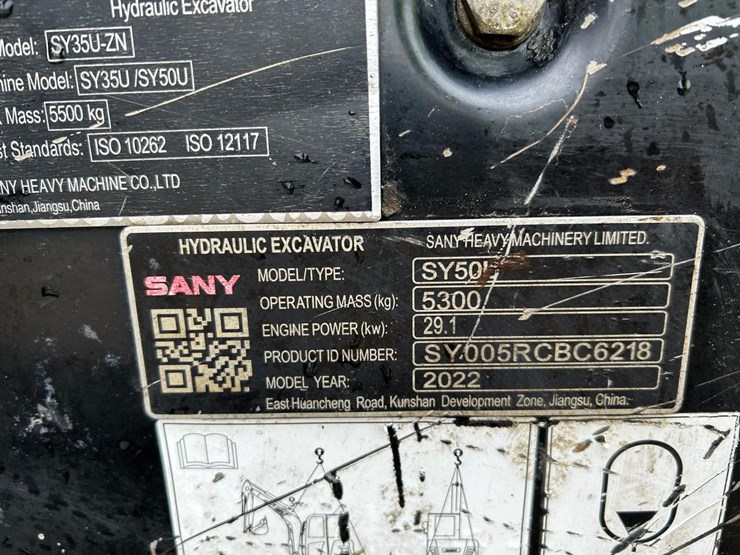 Hydraulic Excavator
Model: SY35U-ZN
Machine Model: SY35U /SY50U
Mass: 5500 kg
Standards: ISO 10262 ISO 12117
SANY HEAVY MACHINE CO.,LTD
Kunshan,Jiangsu,China
HYDRAULIC EXCAVATOR SANY HEAVY MACHINERY LIMITED.
SANY
MODEL/TYPE: SY50U
OPERATING MASS (kg): 5300
ENGINE POWER (kw): 29.1
PRODUCT ID NUMBER: SY005RCBC6218
MODEL YEAR: 2022
East Huancheng Road, Kunshan Development Zone, Jiangsu, China.